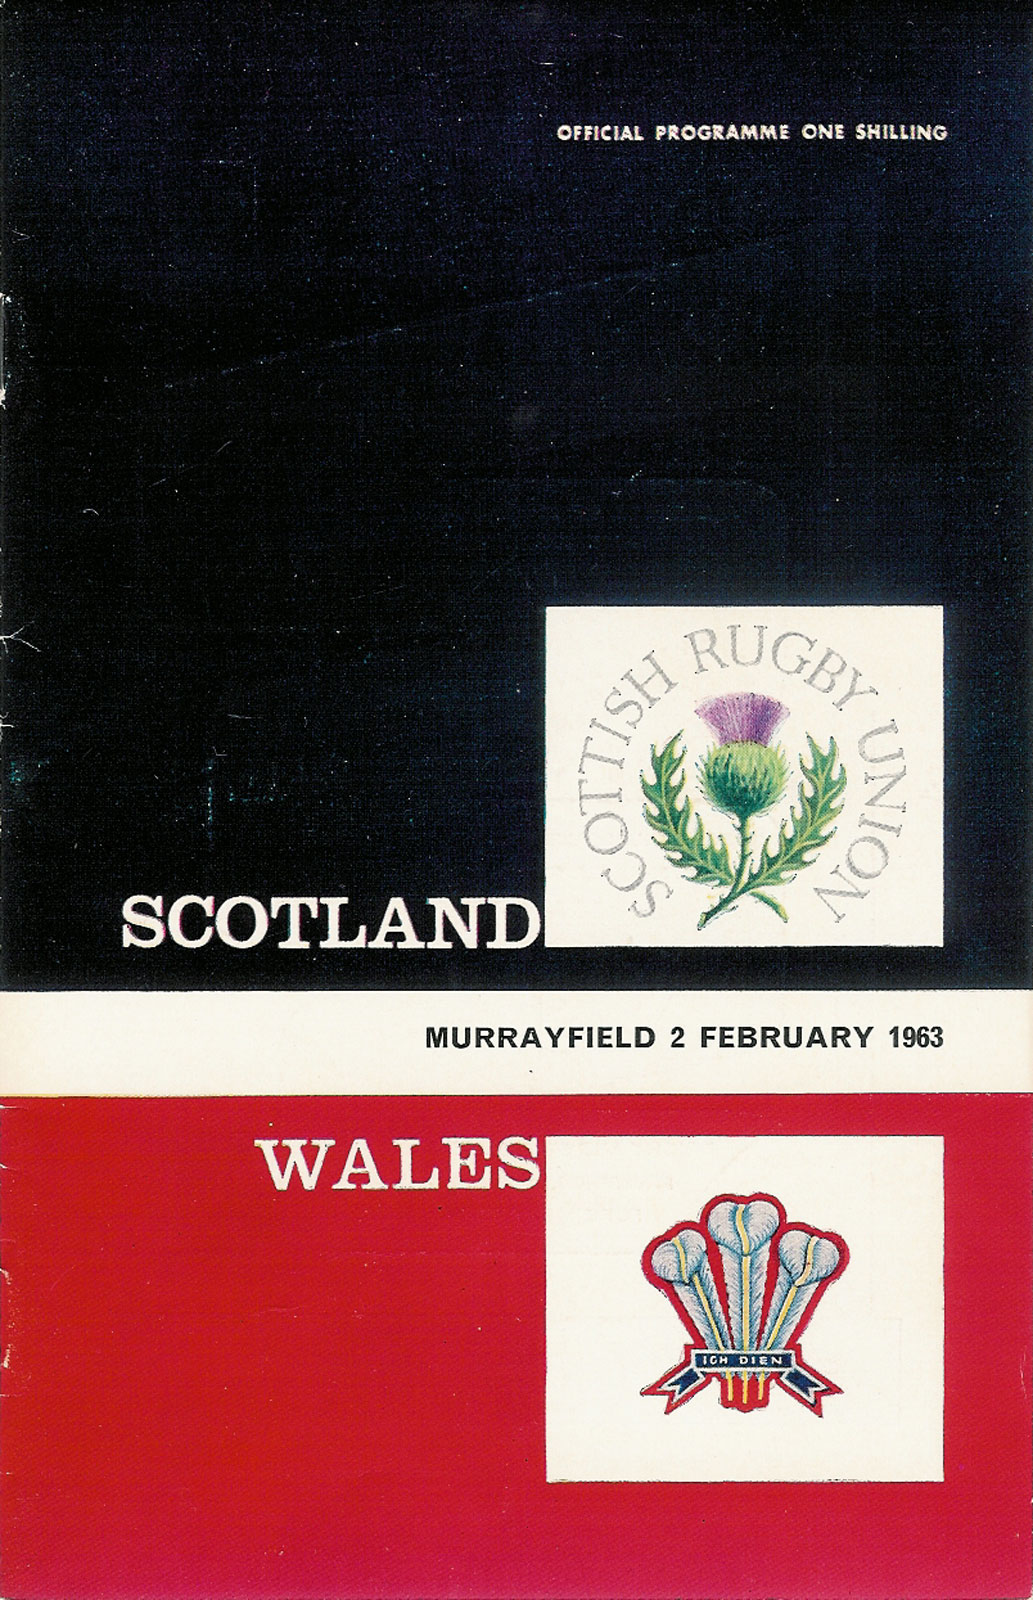 OFFICIAL PROGRAMME ONE SHILLING
SCOTTISH RUGBY UNION
SCOTLAND
MURRAYFIELD 2 FEBRUARY 1963
WALES
ICH DIEN